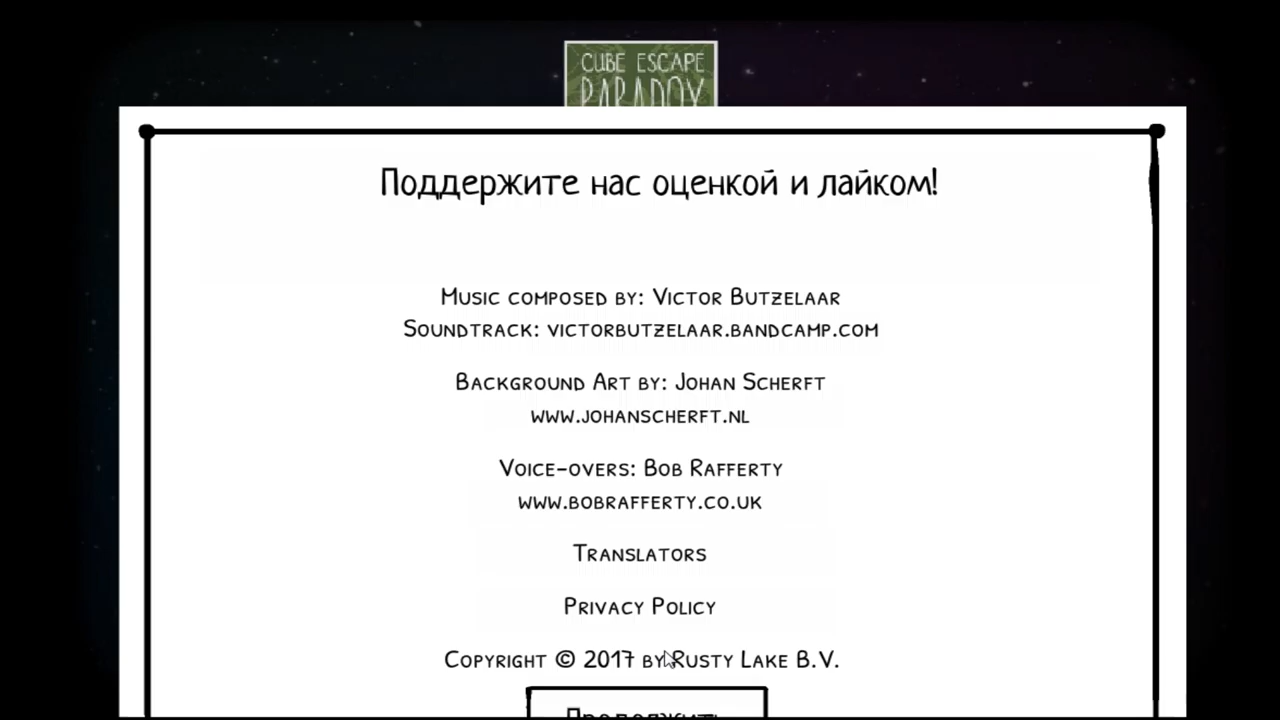 CUBE ESCAPE
PARADOX
Поддержите нас оценкой и лайком!
Music composed by: Victor Butzelaar
Soundtrack: victorbutzelaar.bandcamp.com
Background Art by: Johan Scherft
www.johanscherft.nl
Voice-overs: Bob Rafferty
www.bobrafferty.co.uk
Translators
Privacy Policy
Copyright © 2017 by Rusty Lake B.V.
Продолжить